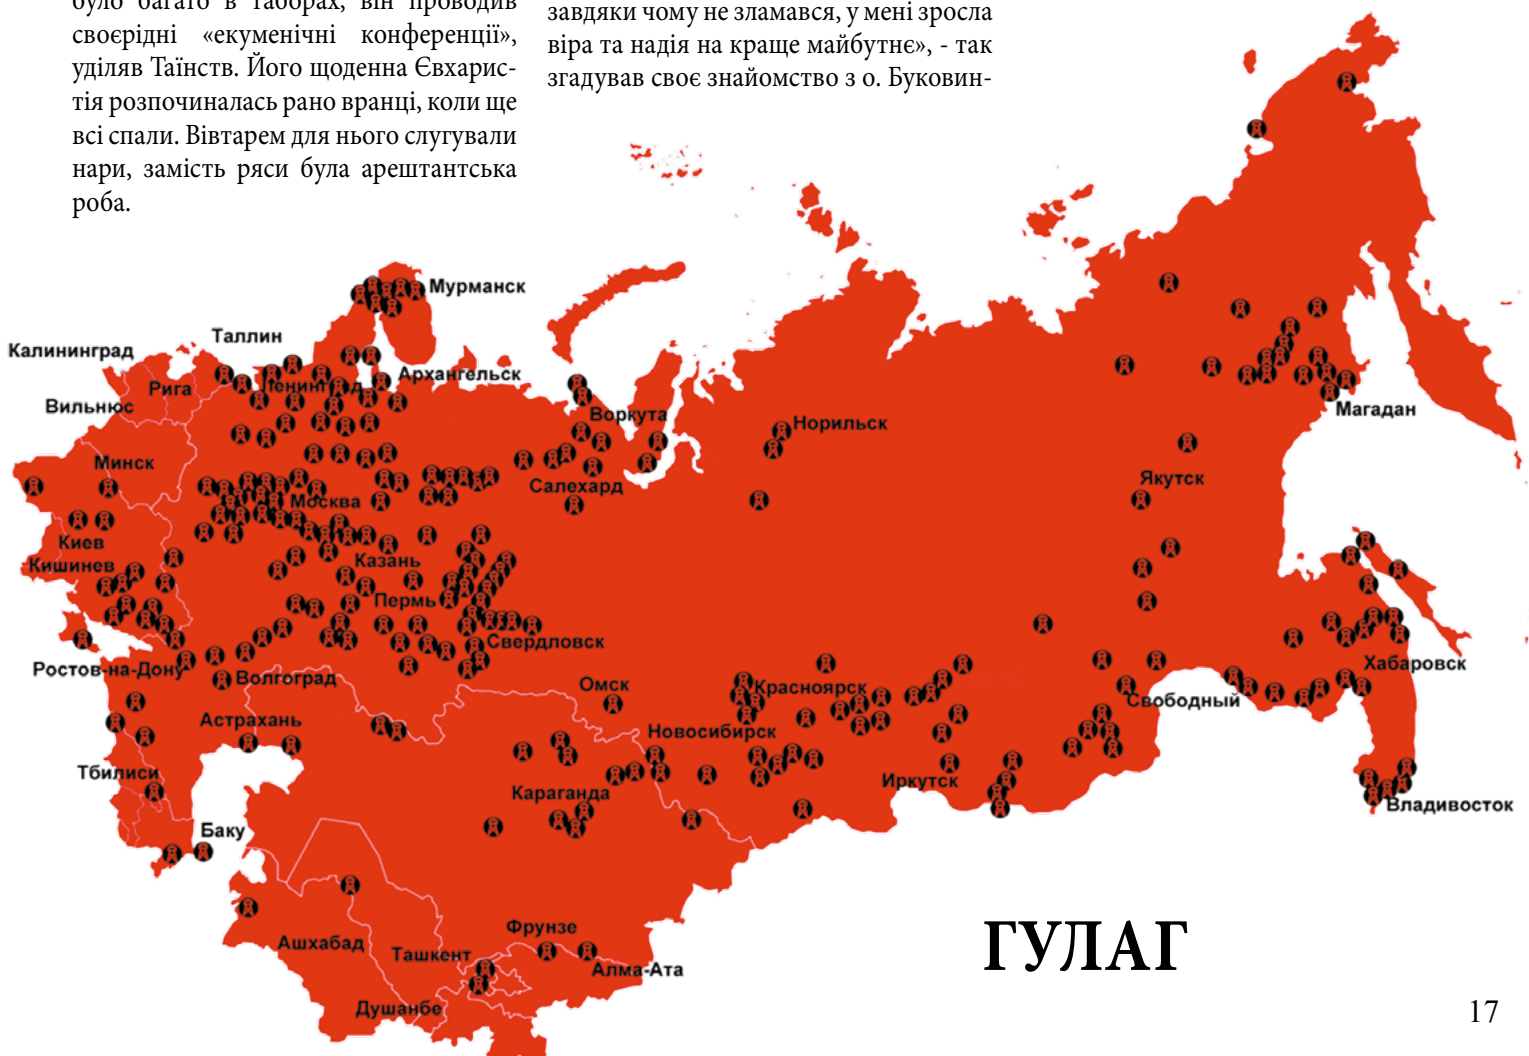 було багато в таборах, він проводив
своєрідні «екуменічні конференції»,
уділяв Таїнств. Його щоденна Євхарис-
тія розпочиналась рано вранці, коли ще
всі спали. Вівтарем для нього слугували
нари, замість ряси була арештантська
роба.
завдяки чому не зламався, у мені зросла
віра та надія на краще майбутнє», - так
згадував своє знайомство з о. Буковин-
Мурманск
Таллин
Калининград
Архангельск
Рига
Ленинград
Вильнюс
Воркута
Магадан
Норильск
Минск
Якутск
Салехард
Москва
Киев
Казань
Кишинев
Пермь
Свердловск
Хабаровск
Ростов-на-Дону
Волгоград
Омск
Красноярск
Свободный
Астрахань
Новосибирск
Тбилиси
Иркутск
Караганда
Владивосток
Баку
Фрунзе
Ашхабад
Ташкент
Алма-Ата
Душанбе
ГУЛАГ
17